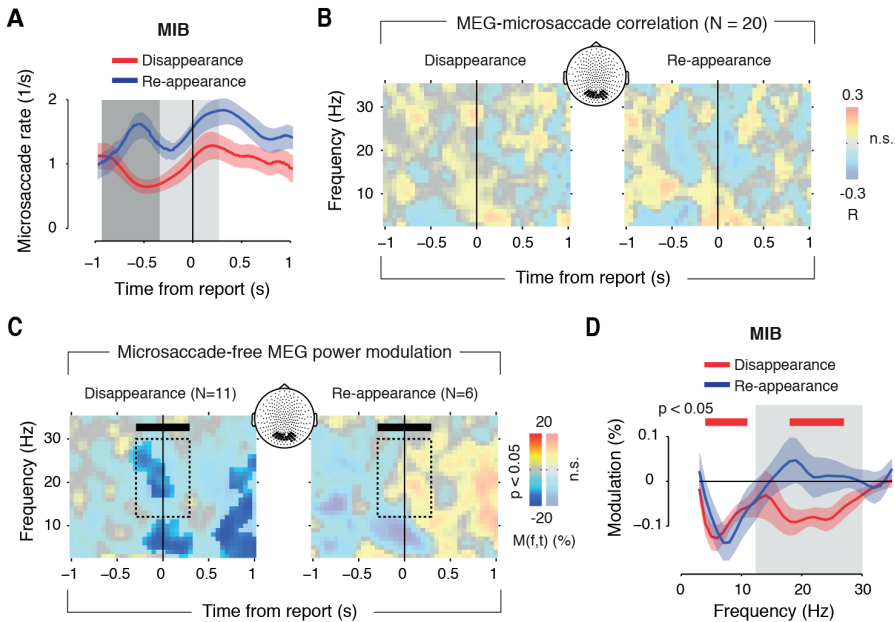 A
MIB
Disappearance
Re-appearance
Microsaccade rate (1/s)
2
1
0
−1 −0.5 0 0.5 1
Time from report (s)
B
MEG-microsaccade correlation (N = 20)
Disappearance Re-appearance
Frequency (Hz)
30
20
10
−1 −0.5 0 0.5 1
−1 −0.5 0 0.5 1
Time from report (s)
0.3
n.s.
-0.3
R
C
Microsaccade-free MEG power modulation
Disappearance (N=11) Re-appearance (N=6)
Frequency (Hz)
30
20
10
−1 −0.5 0 0.5 1
−1 −0.5 0 0.5 1
Time from report (s)
20
p < 0.05
n.s.
-20
M(f,t) (%)
D
MIB
Disappearance
Re-appearance
p < 0.05
Modulation (%)
0.1
0
−0.1
0 10 20 30
Frequency (Hz)